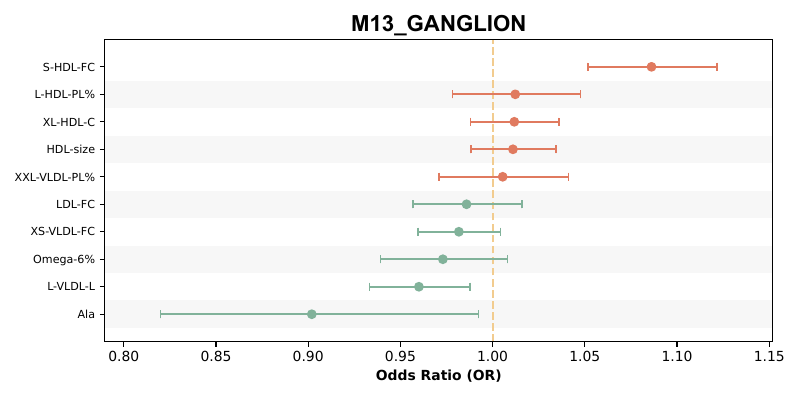 M13_GANGLION
S-HDL-FC
L-HDL-PL%
XL-HDL-C
HDL-size
XXL-VLDL-PL%
LDL-FC
XS-VLDL-FC
Omega-6%
L-VLDL-L
Ala
0.80 0.85 0.90 0.95 1.00 1.05 1.10 1.15
Odds Ratio (OR)